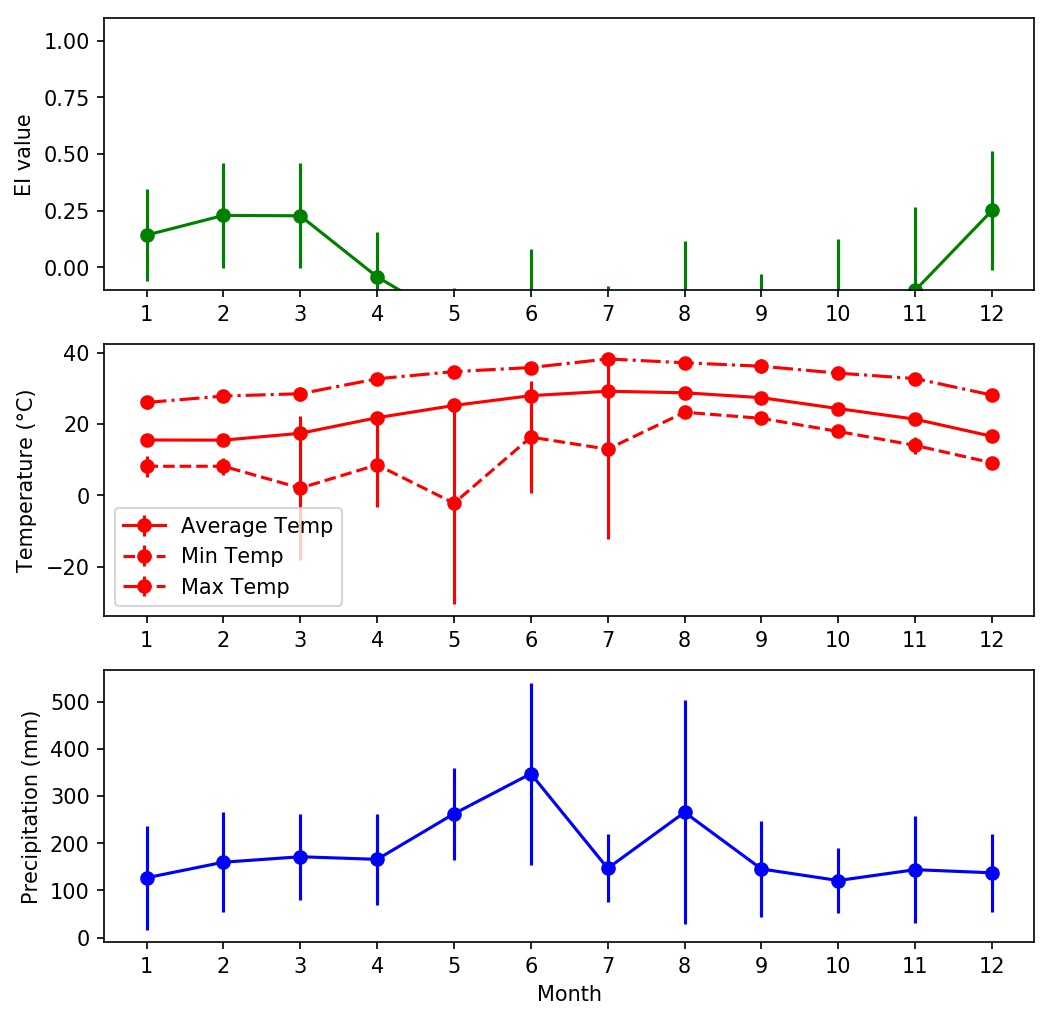 EI value
1.00
0.75
0.50
0.25
0.00
1 2 3 4 5 6 7 8 9 10 11 12
Temperature (°C)
40
20
0
−20
Average Temp
Min Temp
Max Temp
1 2 3 4 5 6 7 8 9 10 11 12
Precipitation (mm)
500
400
300
200
100
0
1 2 3 4 5 6 7 8 9 10 11 12
Month